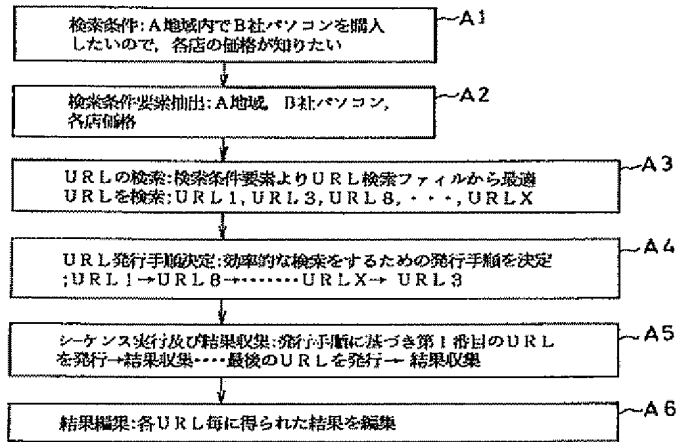 検索条件:A地域内でB社パソコンを購入
したいので,各店の価格が知りたい
A1
検索条件要素抽出:A地域,B社パソコン,
各店価格
A2
URLの検索:検索条件要素よりURL検索ファイルから最適
URLを検索;URL1,URL3,URL8,・・・,URLX
A3
URL発行手順決定:効率的な検索をするための発行手順を決定
;URL1→URL8→・・・・・・・URLX→ URL3
A4
シーケンス実行及び結果収集:発行手順に基づき第1番目のURL
を発行→結果収集・・・・最後のURLを発行→ 結果収集
A5
結果編集:各URL毎に得られた結果を編集
A6